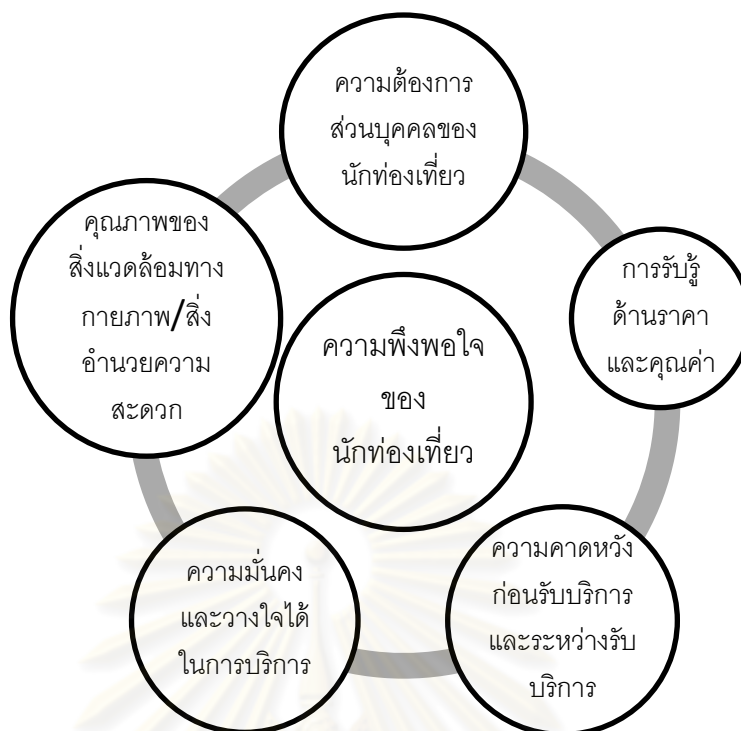 ความต้องการ
ส่วนบุคคลของ
นักท่องเที่ยว
การรับรู้
ด้านราคา
และคุณค่า
ความคาดหวัง
ก่อนรับบริการ
และระหว่างรับ
บริการ
ความมั่นคง
และวางใจได้
ในการบริการ
คุณภาพของ
สิ่งแวดล้อมทาง
กายภาพ/สิ่ง
อำนวยความ
สะดวก
ความพึงพอใจ
ของ
นักท่องเที่ยว